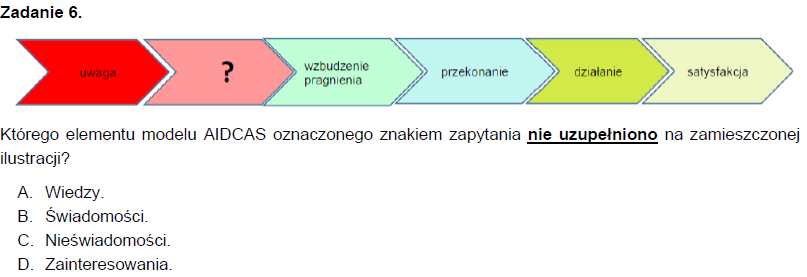 Zadanie 6.
uwaga
?
wzbudzenie
pragnienia
przekonanie
działanie
satysfakcja
Którego elementu modelu AIDCAS oznaczonego znakiem zapytania nie uzupełniono na zamieszczonej
ilustracji?
A. Wiedzy.
B. Świadomości.
C. Nieświadomości.
D. Zainteresowania.